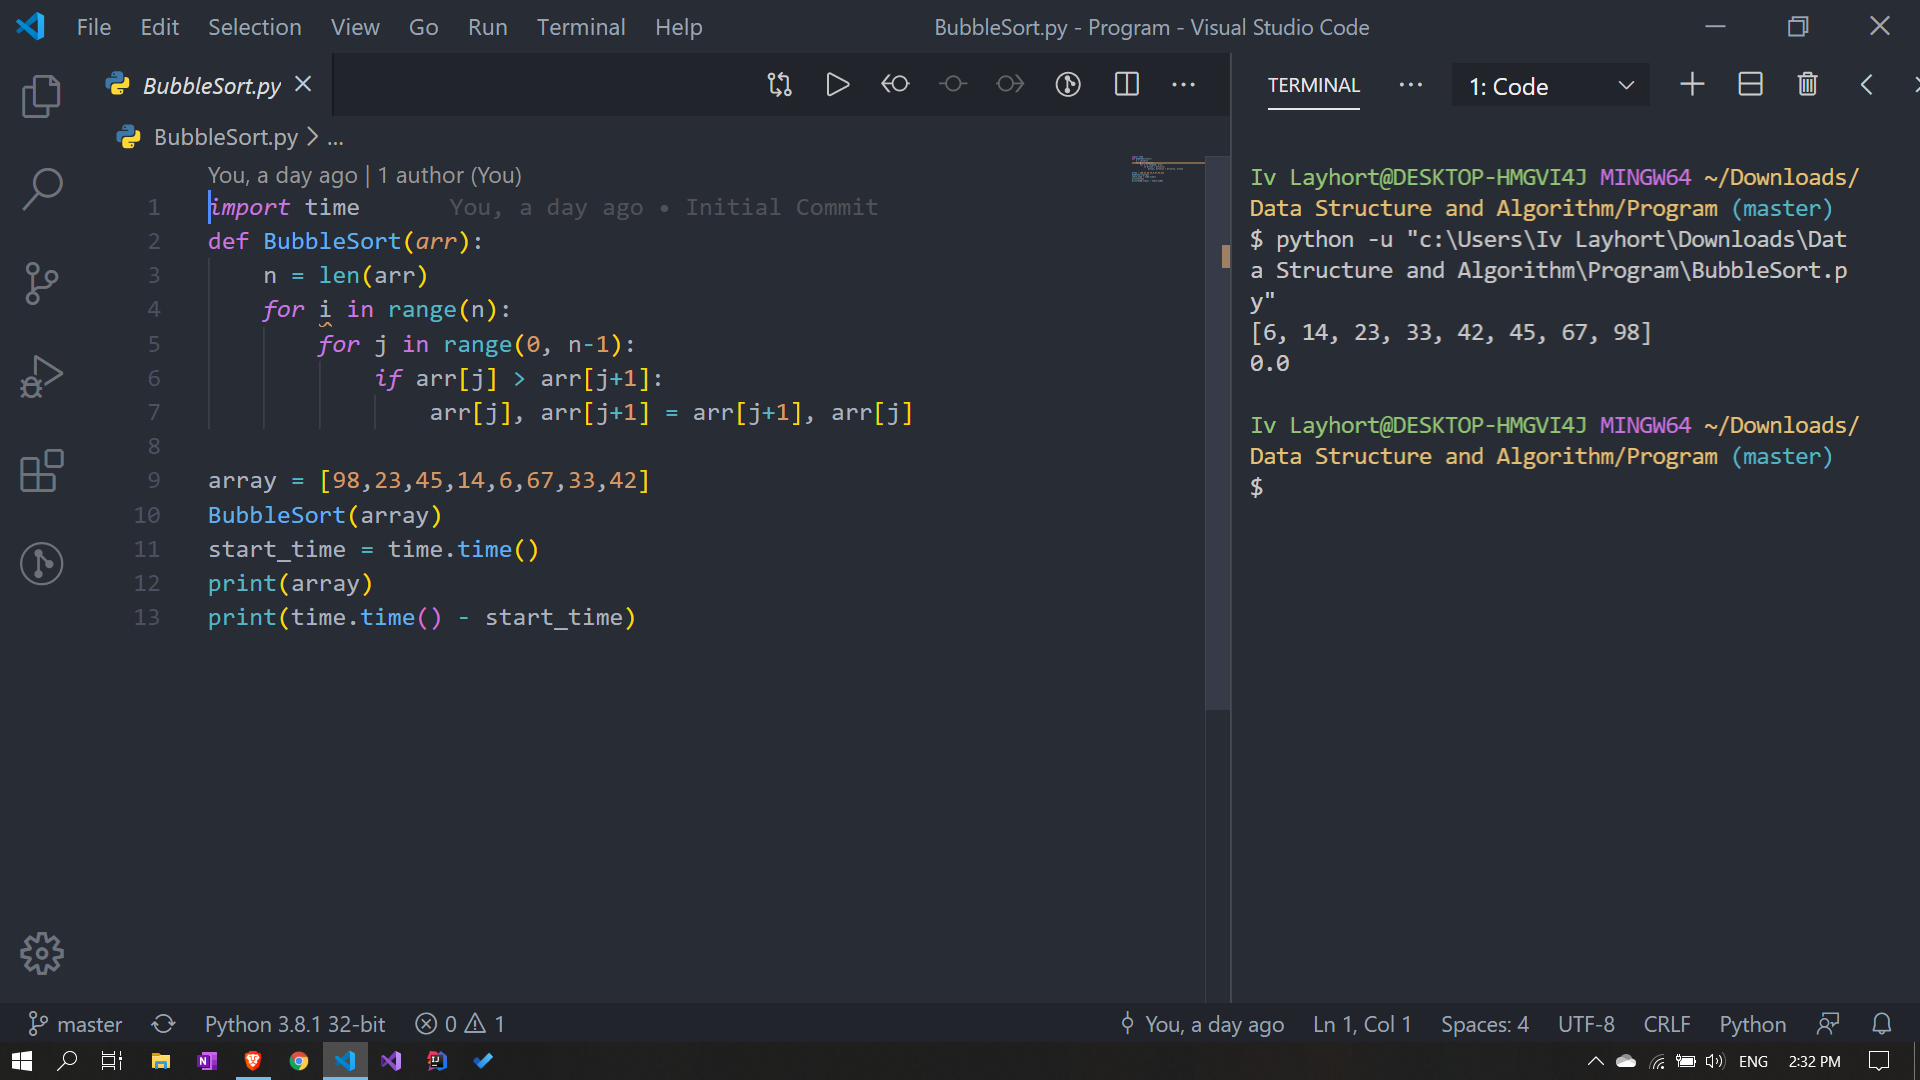 File Edit Selection View Go Run Terminal Help BubbleSort.py - Program - Visual Studio Code
BubbleSort.py
BubbleSort.py > ...
You, a day ago | 1 author (You)
1 import time You, a day ago • Initial Commit
2 def BubbleSort(arr):
3 n = len(arr)
4 for i in range(n):
5 for j in range(0, n-1):
6 if arr[j] > arr[j+1]:
7 arr[j], arr[j+1] = arr[j+1], arr[j]
8
9 array = [98,23,45,14,6,67,33,42]
10 BubbleSort(array)
11 start_time = time.time()
12 print(array)
13 print(time.time() - start_time)
TERMINAL ... 1: Code
Iv Layhort@DESKTOP-HMGVI4J MINGW64 ~/Downloads/
Data Structure and Algorithm/Program (master)
$ python -u "c:\Users\Iv Layhort\Downloads\Dat
a Structure and Algorithm\Program\BubbleSort.p
y"
[6, 14, 23, 33, 42, 45, 67, 98]
0.0
Iv Layhort@DESKTOP-HMGVI4J MINGW64 ~/Downloads/
Data Structure and Algorithm/Program (master)
$
master Python 3.8.1 32-bit 0 1 You, a day ago Ln 1, Col 1 Spaces: 4 UTF-8 CRLF Python
ENG 2:32 PM